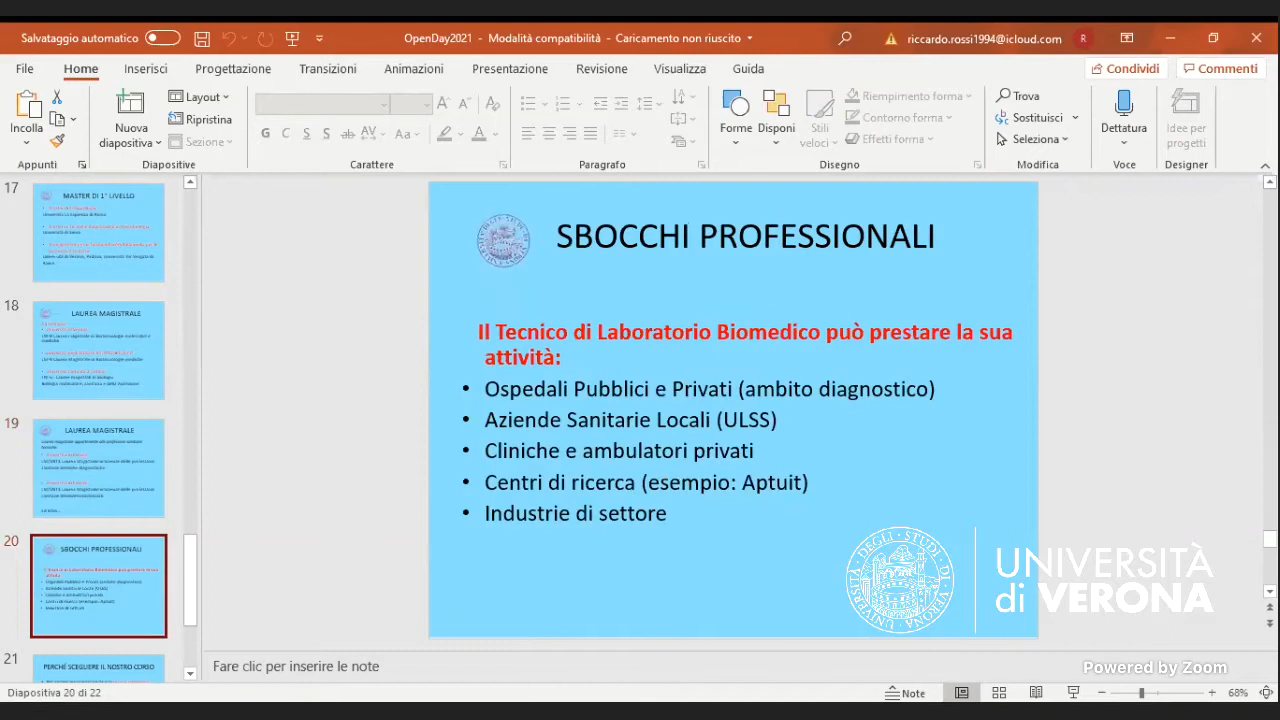 Salvataggio automatico
OpenDay2021 - Modalità compatibilità - Caricamento non riuscito
riccardo.rossi1994@icloud.com
R
File Home Inserisci Progettazione Transizioni Animazioni Presentazione Revisione Visualizza Guida
Condividi Commenti
Incolla
Nuova diapositiva
Layout
Ripristina
Sezione
G C S S ab AV Aa A
Forme
Disponi
Stili veloci
Riempimento forma
Contorno forma
Effetti forma
Trova
Sostituisci
Seleziona
Dettatura
Idee per progetti
Appunti Diapositive Carattere Paragrafo Disegno Modifica Voce Designer
17
MASTER DI 1° LIVELLO
18
LAUREA MAGISTRALE
19
LAUREA MAGISTRALE
20
SBOCCHI PROFESSIONALI
21
PERCHÉ SCEGLIERE IL NOSTRO CORSO
SBOCCHI PROFESSIONALI
Il Tecnico di Laboratorio Biomedico può prestare la sua
attività:
• Ospedali Pubblici e Privati (ambito diagnostico)
• Aziende Sanitarie Locali (ULSS)
• Cliniche e ambulatori privati
• Centri di ricerca (esempio: Aptuit)
• Industrie di settore
UNIVERSITÀ
di VERONA
Fare clic per inserire le note
Powered by Zoom
Diapositiva 20 di 22
Note
68%